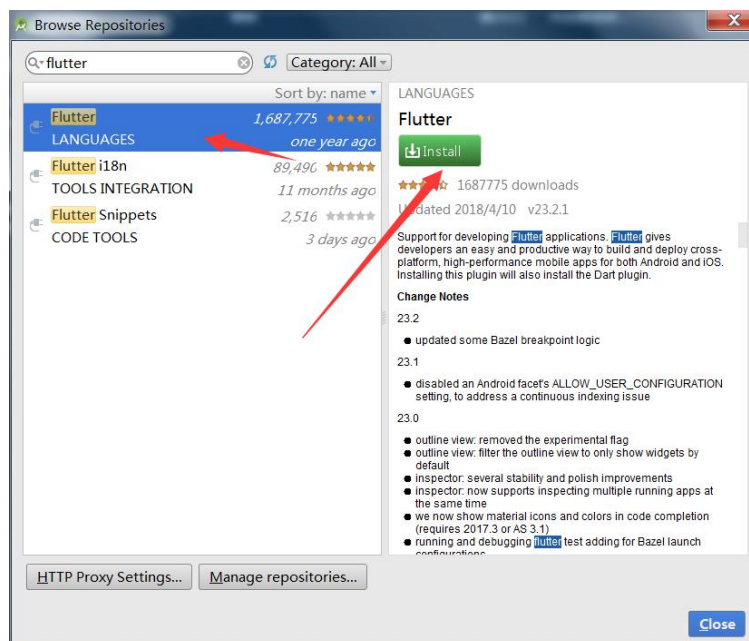 Browse Repositories
flutter
Category: All
Sort by: name
Flutter
1,687,775
LANGUAGES
one year ago
Flutter i18n
89,490
TOOLS INTEGRATION
11 months ago
Flutter Snippets
2,516
CODE TOOLS
3 days ago
LANGUAGES
Flutter
Install
1687775 downloads
Updated 2018/4/10 v23.2.1
Support for developing Flutter applications. Flutter gives
developers an easy and productive way to build and deploy cross-
platform, high-performance mobile apps for both Android and iOS.
Installing this plugin will also install the Dart plugin.
Change Notes
23.2
updated some Bazel breakpoint logic
23.1
disabled an Android facet's ALLOW_USER_CONFIGURATION
setting, to address a continuous indexing issue
23.0
outline view: removed the experimental flag
outline view: filter the outline view to only show widgets by
default
inspector: several stability and polish improvements
inspector: now supports inspecting multiple running apps at
the same time
we now show material icons and colors in code completion
(requires 2017.3 or AS 3.1)
running and debugging flutter test adding for Bazel launch
configurations
HTTP Proxy Settings...
Manage repositories...
Close